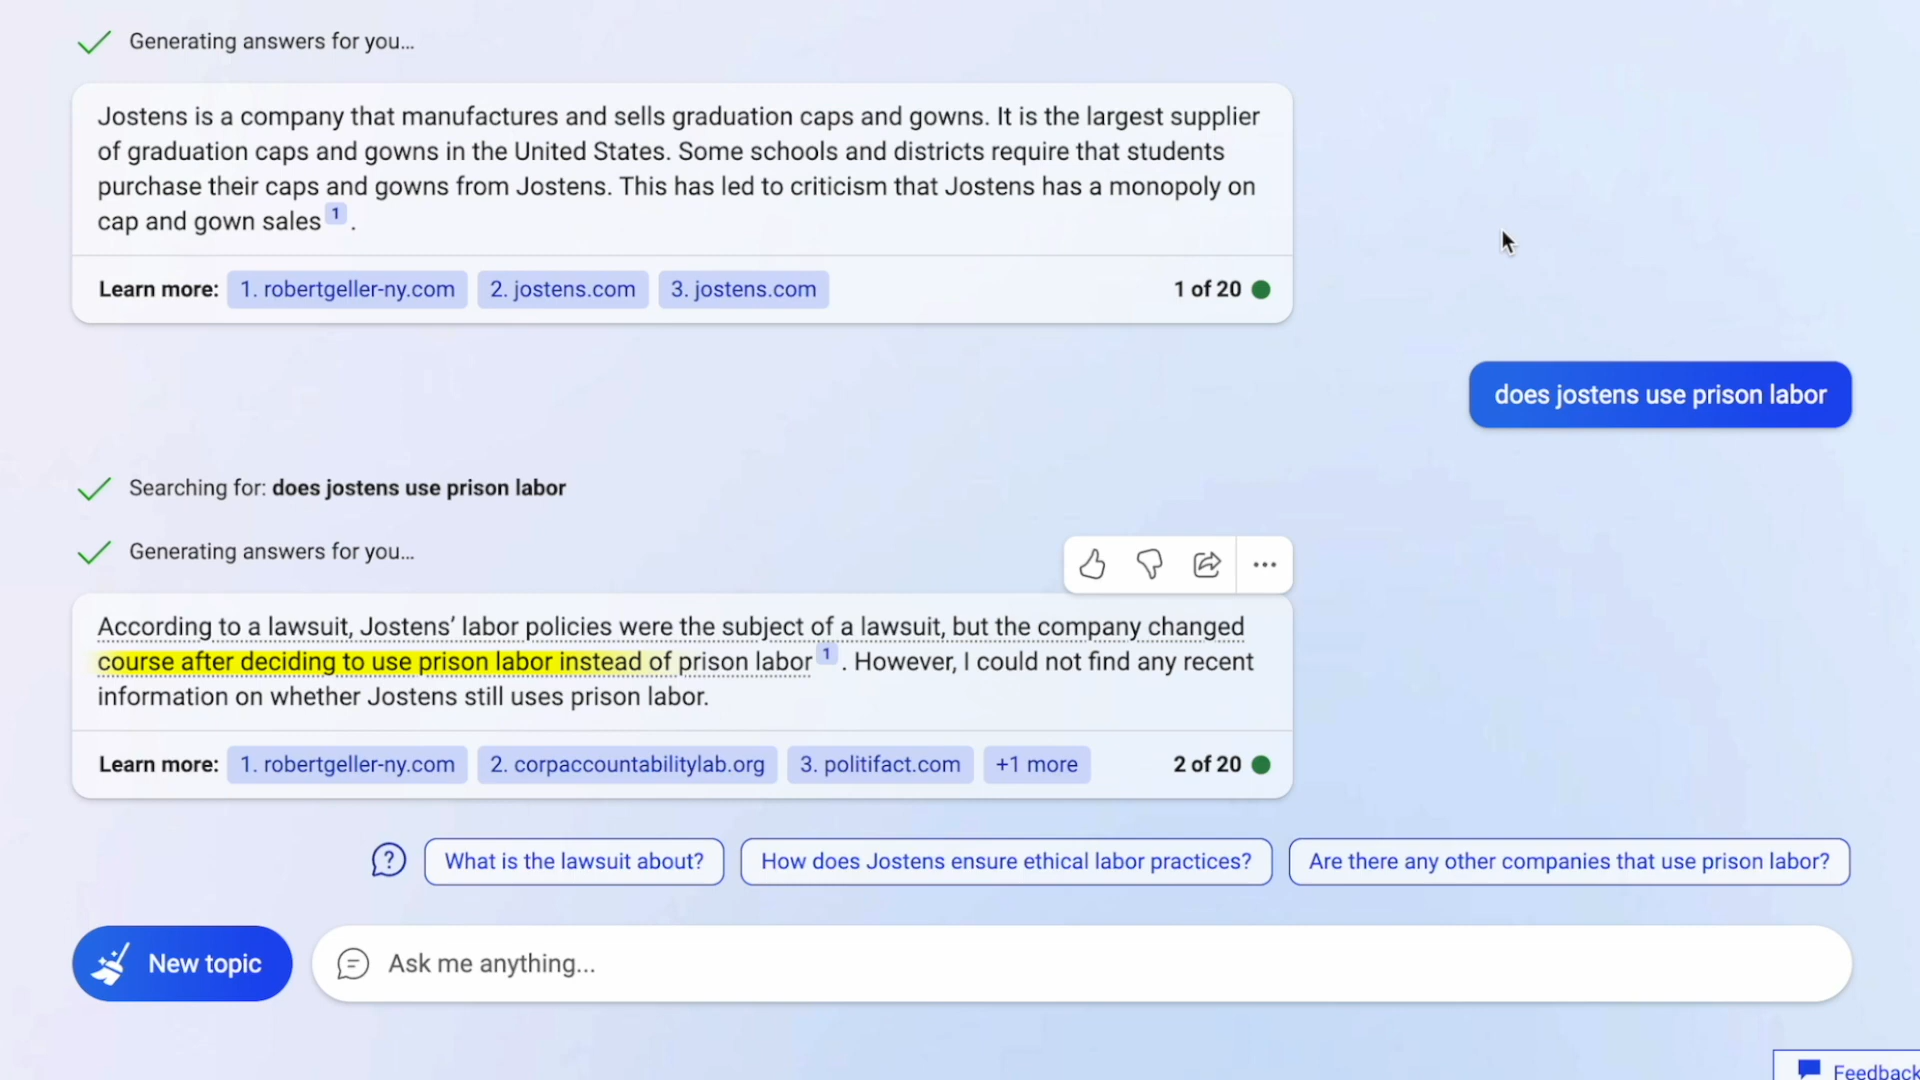 Generating answers for you...
Jostens is a company that manufactures and sells graduation caps and gowns. It is the largest supplier
of graduation caps and gowns in the United States. Some schools and districts require that students
purchase their caps and gowns from Jostens. This has led to criticism that Jostens has a monopoly on
cap and gown sales 1 .
Learn more: 1. robertgeller-ny.com 2. jostens.com 3. jostens.com 1 of 20
does jostens use prison labor
Searching for: does jostens use prison labor
Generating answers for you...
According to a lawsuit, Jostens’ labor policies were the subject of a lawsuit, but the company changed
course after deciding to use prison labor instead of prison labor 1 . However, I could not find any recent
information on whether Jostens still uses prison labor.
Learn more: 1. robertgeller-ny.com 2. corpaccountabilitylab.org 3. politifact.com +1 more 2 of 20
What is the lawsuit about? How does Jostens ensure ethical labor practices? Are there any other companies that use prison labor?
New topic Ask me anything...
Feedback